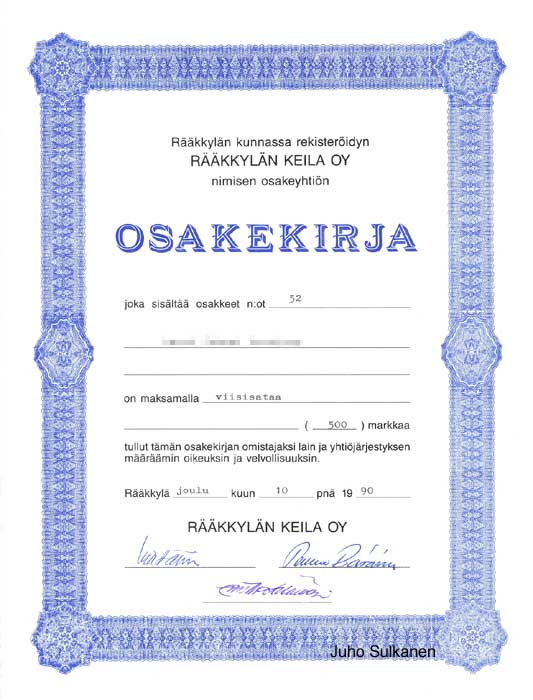 Rääkkylän kunnassa rekisteröidyn
RÄÄKKYLÄN KEILA OY
nimisen osakeyhtiön
OSAKEKIRJA
joka sisältää osakkeet n:ot 52
on maksamalla viisisataa
( 500 ) markkaa
tullut tämän osakekirjan omistajaksi lain ja yhtiöjärjestyksen
määräämin oikeuksin ja velvollisuuksin.
Rääkkylä joulu kuun 10 pnä 19 90
RÄÄKKYLÄN KEILA OY
Juho Sulkanen